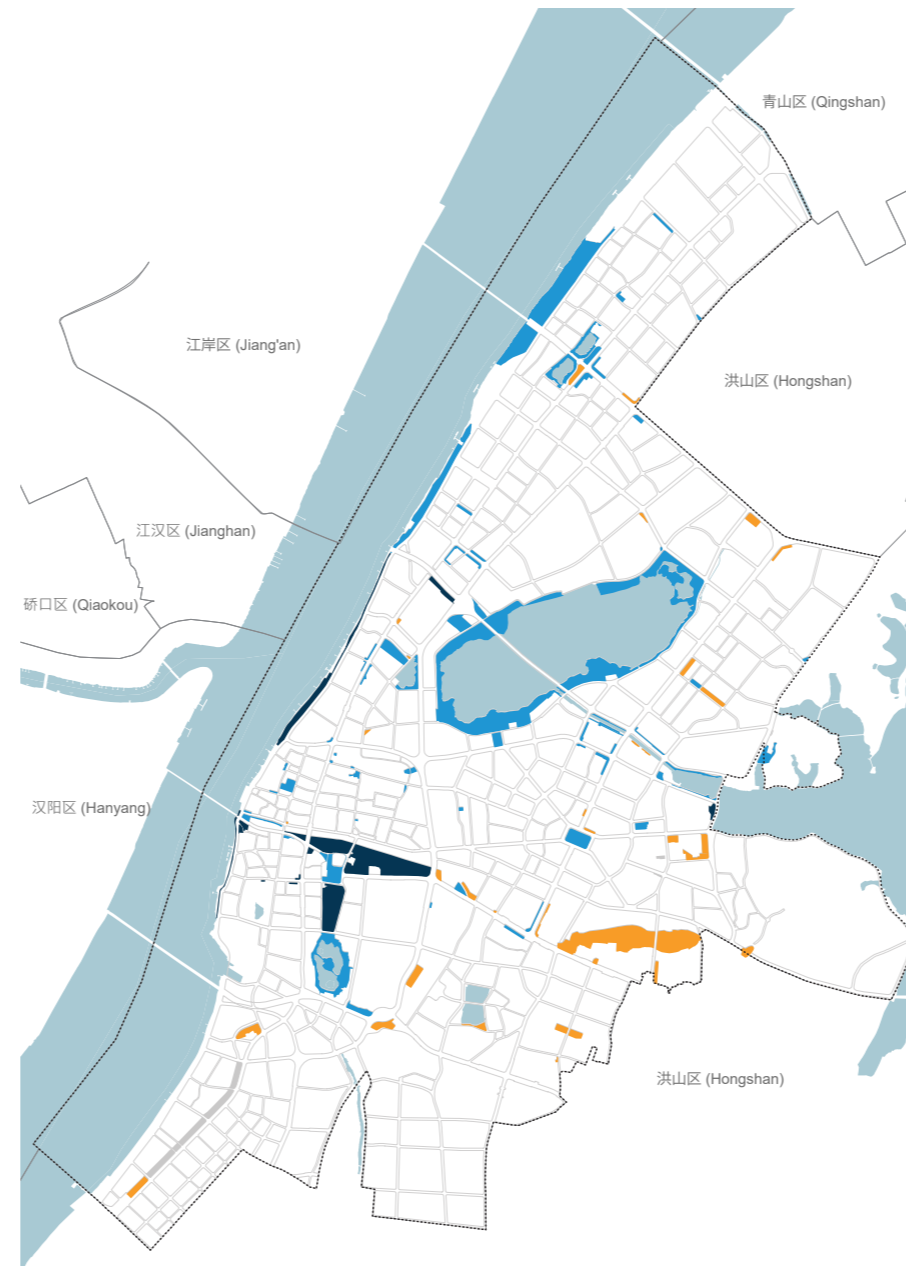 青山区 (Qingshan)
江岸区 (Jiang'an)
洪山区 (Hongshan)
江汉区 (Jianghan)
硚口区 (Qiaokou)
汉阳区 (Hanyang)
洪山区 (Hongshan)